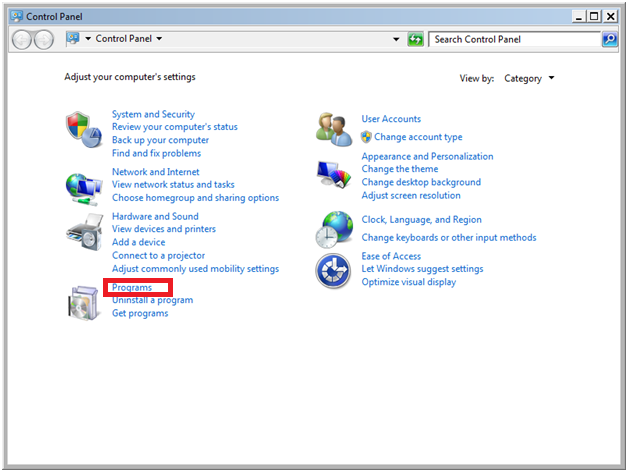 Control Panel
Control Panel
Search Control Panel
Adjust your computer's settings
View by: Category
System and Security
Review your computer's status
Back up your computer
Find and fix problems
Network and Internet
View network status and tasks
Choose homegroup and sharing options
Hardware and Sound
View devices and printers
Add a device
Connect to a projector
Adjust commonly used mobility settings
Programs
Uninstall a program
Get programs
User Accounts
Change account type
Appearance and Personalization
Change the theme
Change desktop background
Adjust screen resolution
Clock, Language, and Region
Change keyboards or other input methods
Ease of Access
Let Windows suggest settings
Optimize visual display